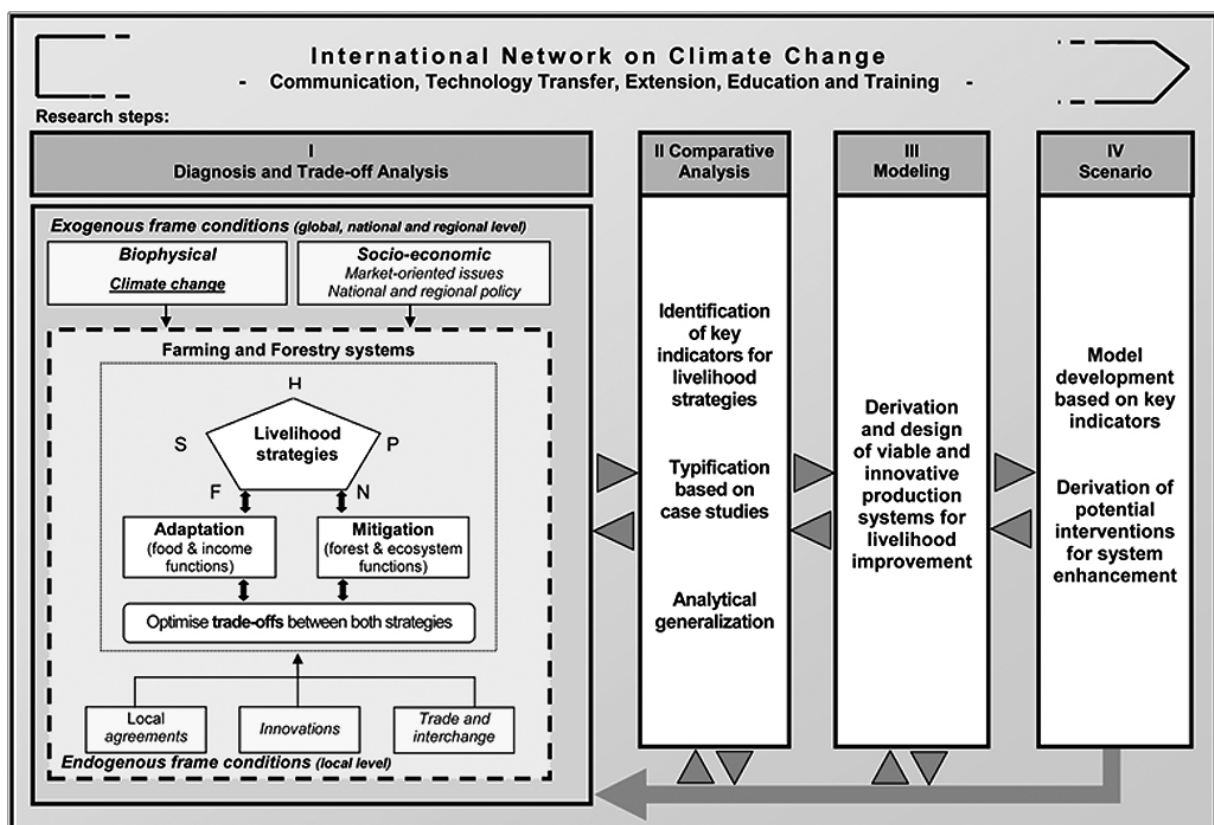 International Network on Climate Change
- Communication, Technology Transfer, Extension, Education and Training -
Research steps:
I
Diagnosis and Trade-off Analysis
Exogenous frame conditions (global, national and regional level)
Biophysical
Climate change
Socio-economic
Market-oriented issues
National and regional policy
Farming and Forestry systems
H
S
P
Livelihood
strategies
F
N
Adaptation
(food & income
functions)
Mitigation
(forest & ecosystem
functions)
Optimise trade-offs between both strategies
Local
agreements
Innovations
Trade and
interchange
Endogenous frame conditions (local level)
II Comparative
Analysis
Identification
of key
indicators for
livelihood
strategies
Typification
based on
case studies
Analytical
generalization
III
Modeling
Derivation
and design
of viable and
innovative
production
systems for
livelihood
improvement
IV
Scenario
Model
development
based on key
indicators
Derivation of
potential
interventions
for system
enhancement